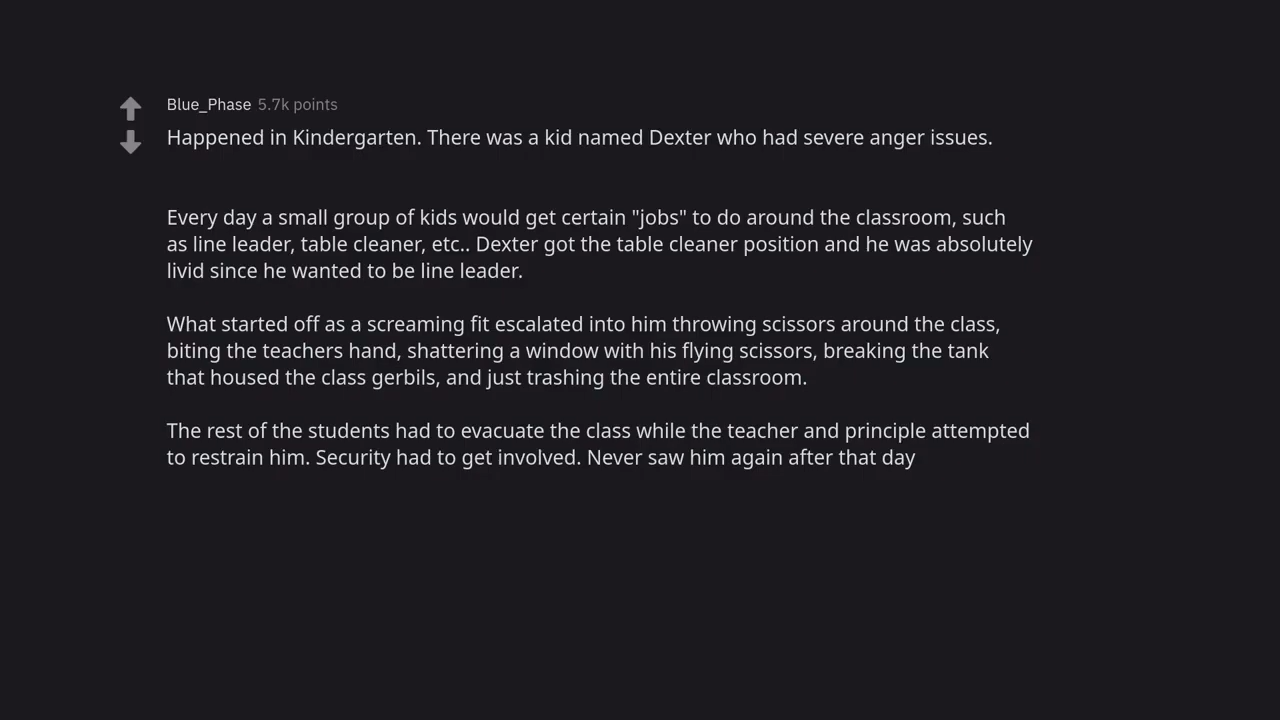 Blue_Phase 5.7k points
Happened in Kindergarten. There was a kid named Dexter who had severe anger issues.
Every day a small group of kids would get certain "jobs" to do around the classroom, such
as line leader, table cleaner, etc.. Dexter got the table cleaner position and he was absolutely
livid since he wanted to be line leader.
What started off as a screaming fit escalated into him throwing scissors around the class,
biting the teachers hand, shattering a window with his flying scissors, breaking the tank
that housed the class gerbils, and just trashing the entire classroom.
The rest of the students had to evacuate the class while the teacher and principle attempted
to restrain him. Security had to get involved. Never saw him again after that day